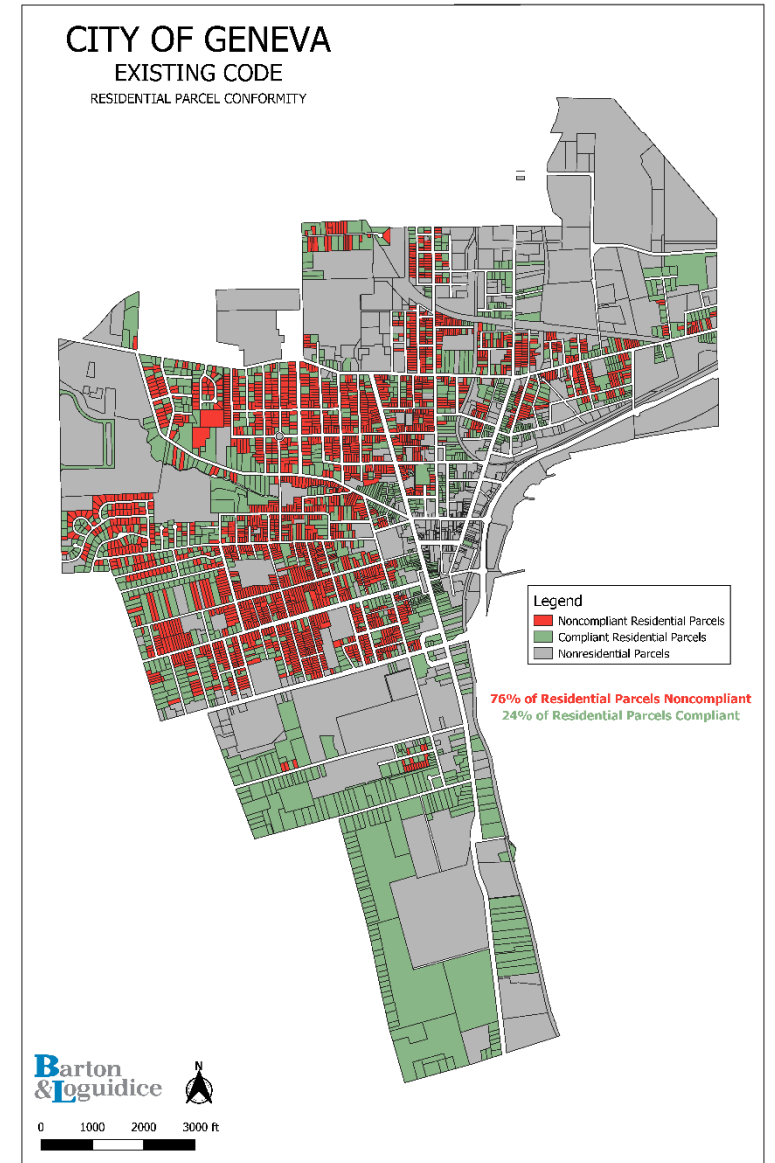 CITY OF GENEVA
EXISTING CODE
RESIDENTIAL PARCEL CONFORMITY
Legend
Noncompliant Residential Parcels
Compliant Residential Parcels
Nonresidential Parcels
76% of Residential Parcels Noncompliant
24% of Residential Parcels Compliant
Barton
&Loguidice
N
0 1000 2000 3000 ft